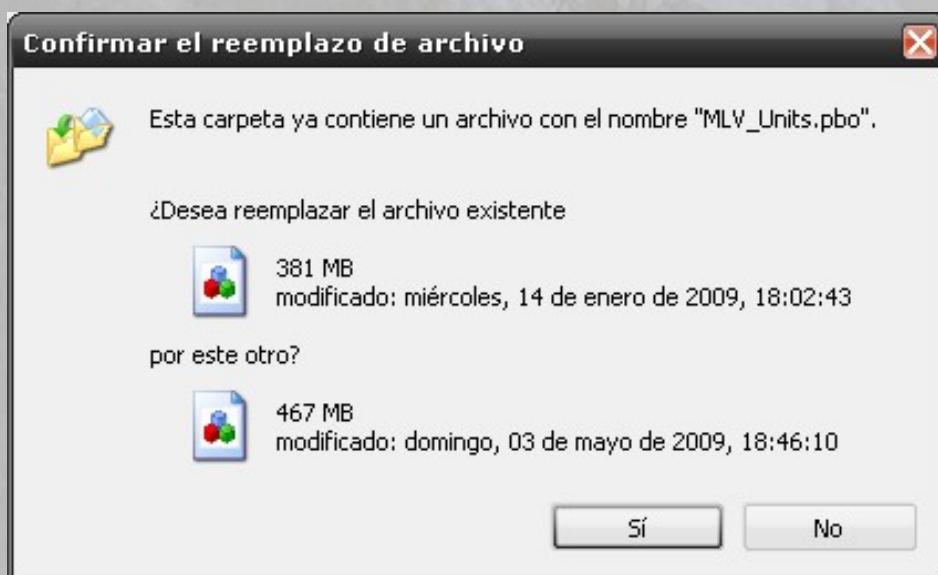 Confirmar el reemplazo de archivo
Esta carpeta ya contiene un archivo con el nombre "MLV_Units.pbo".
¿Desea reemplazar el archivo existente
381 MB
modificado: miércoles, 14 de enero de 2009, 18:02:43
por este otro?
467 MB
modificado: domingo, 03 de mayo de 2009, 18:46:10
Sí No